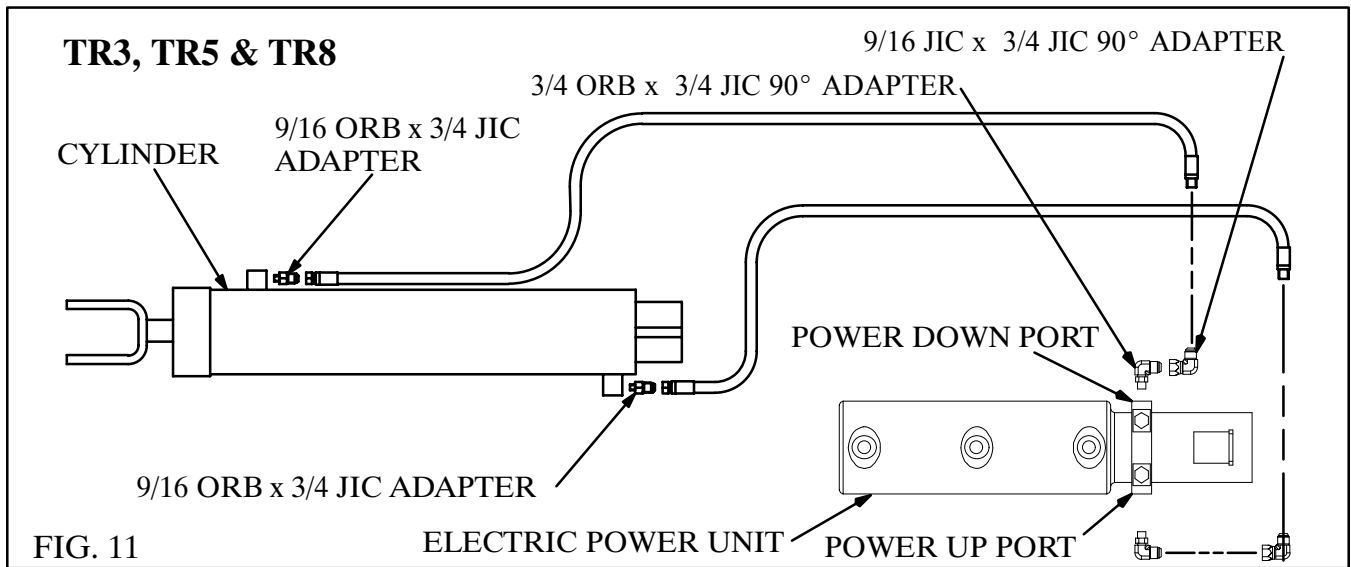 TR3, TR5 & TR8
9/16 JIC x 3/4 JIC 90° ADAPTER
3/4 ORB x 3/4 JIC 90° ADAPTER
9/16 ORB x 3/4 JIC
ADAPTER
CYLINDER
POWER DOWN PORT
9/16 ORB x 3/4 JIC ADAPTER
ELECTRIC POWER UNIT
POWER UP PORT
FIG. 11